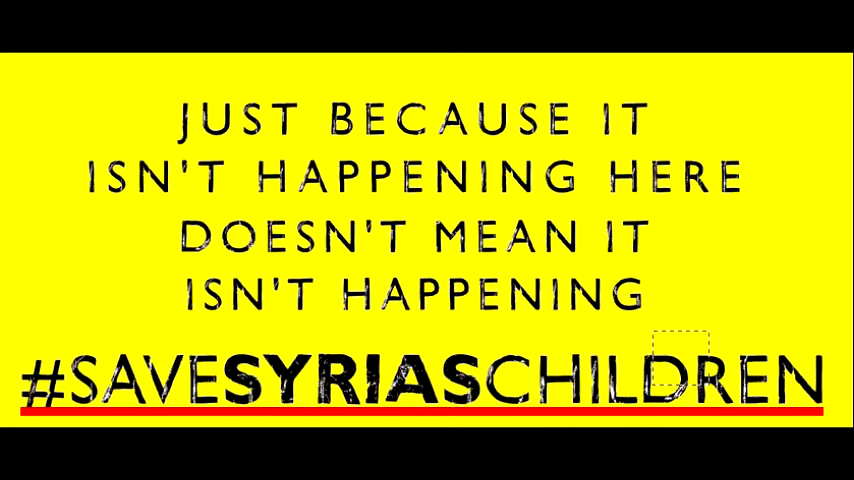 JUST BECAUSE IT
ISN'T HAPPENING HERE
DOESN'T MEAN IT
ISN'T HAPPENING
#SAVESYRIASCHILDREN